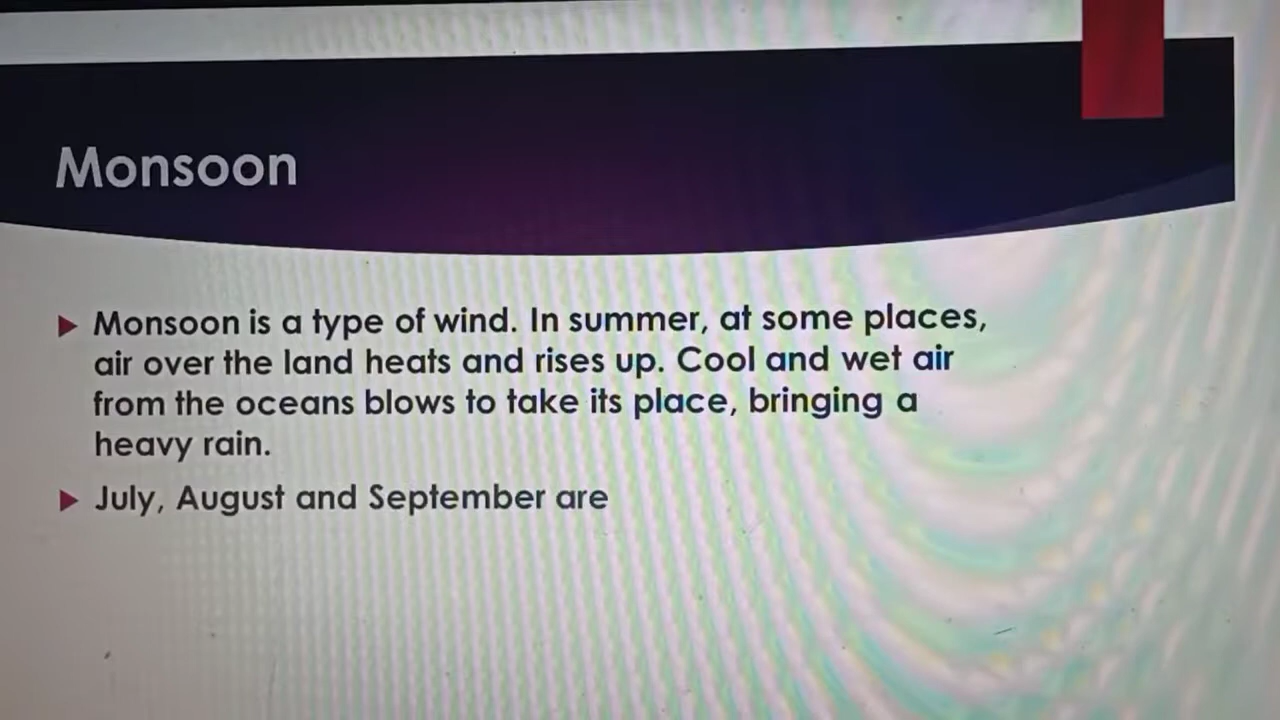 Monsoon
Monsoon is a type of wind. In summer, at some places,
air over the land heats and rises up. Cool and wet air
from the oceans blows to take its place, bringing a
heavy rain.
July, August and September are